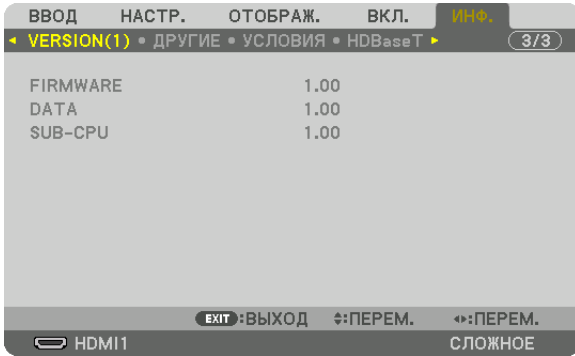 ВВОД НАСТР. ОТОБРАЖ. ВКЛ. ИНФ.
VERSION(1) • ДРУГИЕ • УСЛОВИЯ • HDBaseT 3/3
FIRMWARE 1.00
DATA 1.00
SUB-CPU 1.00
EXIT:ВЫХОД :ПЕРЕМ. :ПЕРЕМ.
HDMI1 СЛОЖНОЕ